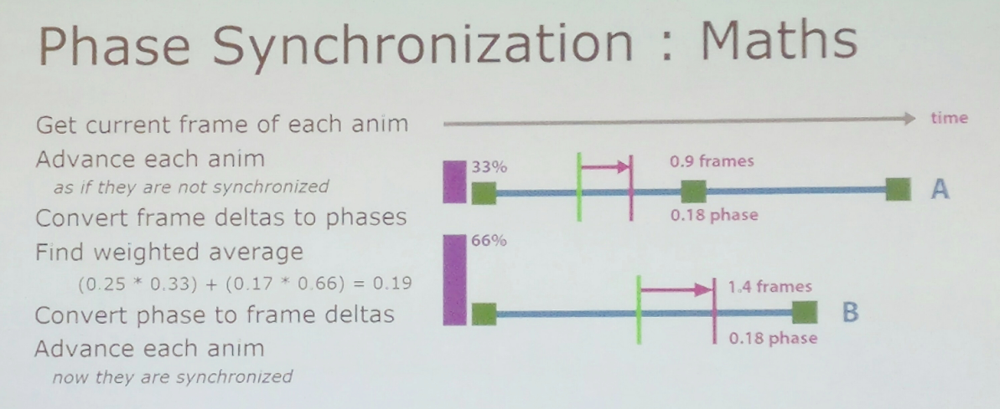 Phase Synchronization : Maths
Get current frame of each anim
Advance each anim
as if they are not synchronized
Convert frame deltas to phases
Find weighted average
(0.25 * 0.33) + (0.17 * 0.66) = 0.19
Convert phase to frame deltas
Advance each anim
now they are synchronized
time
33%
0.9 frames
A
0.18 phase
66%
1.4 frames
B
0.18 phase